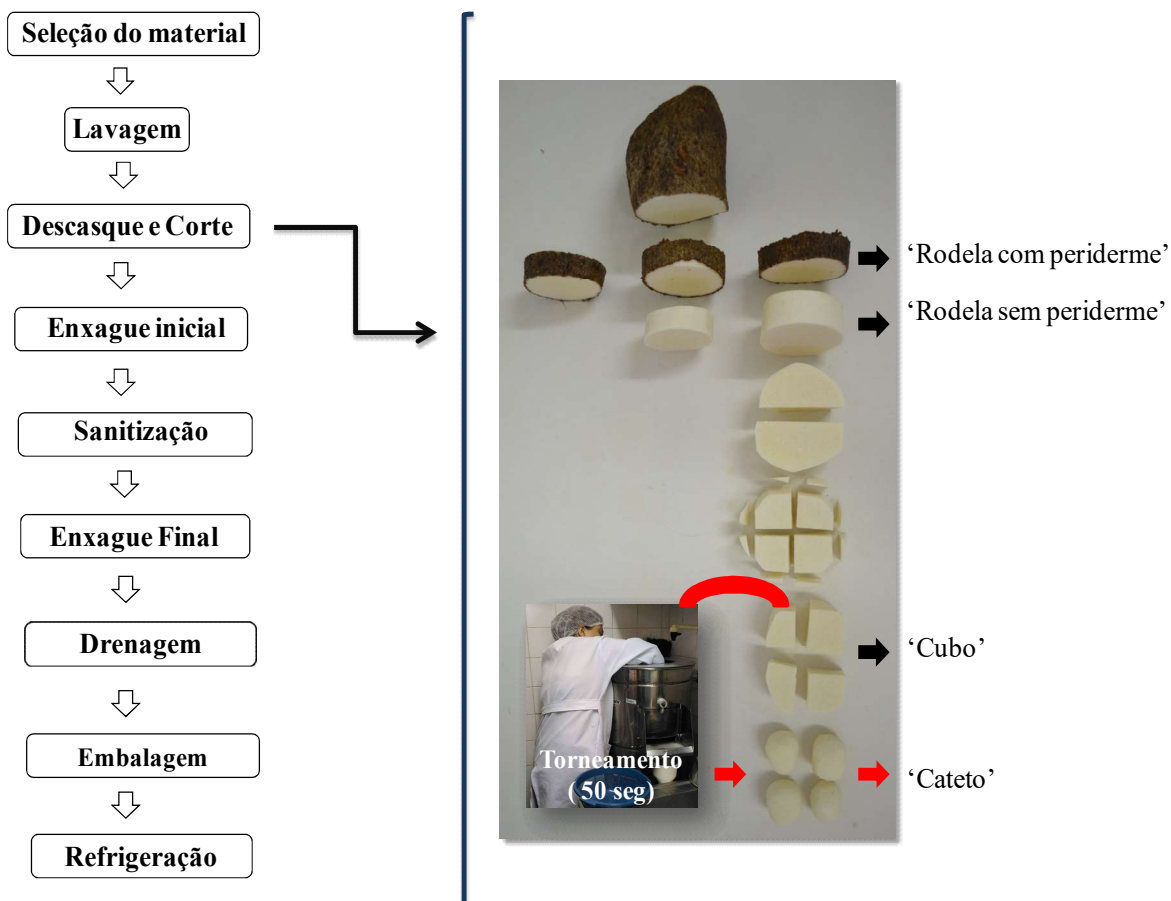 Seleção do material
Lavagem
Descasque e Corte
Enxague inicial
Sanitização
Enxague Final
Drenagem
Embalagem
Refrigeração
‘Rodela com periderme’
‘Rodela sem periderme’
‘Cubo’
Torneamento
( 50 seg)
‘Cateto’